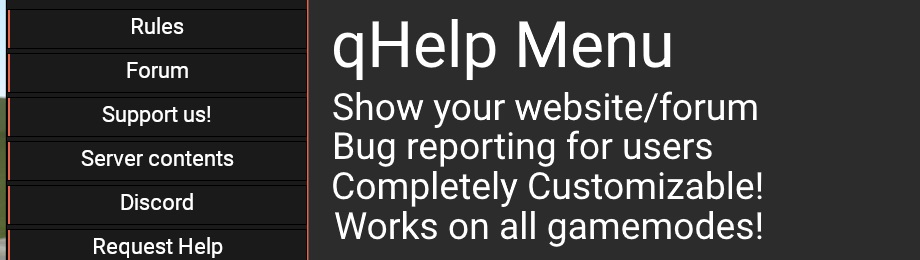 Rules
Forum
Support us!
Server contents
Discord
Request Help
qHelp Menu
Show your website/forum
Bug reporting for users
Completely Customizable!
Works on all gamemodes!